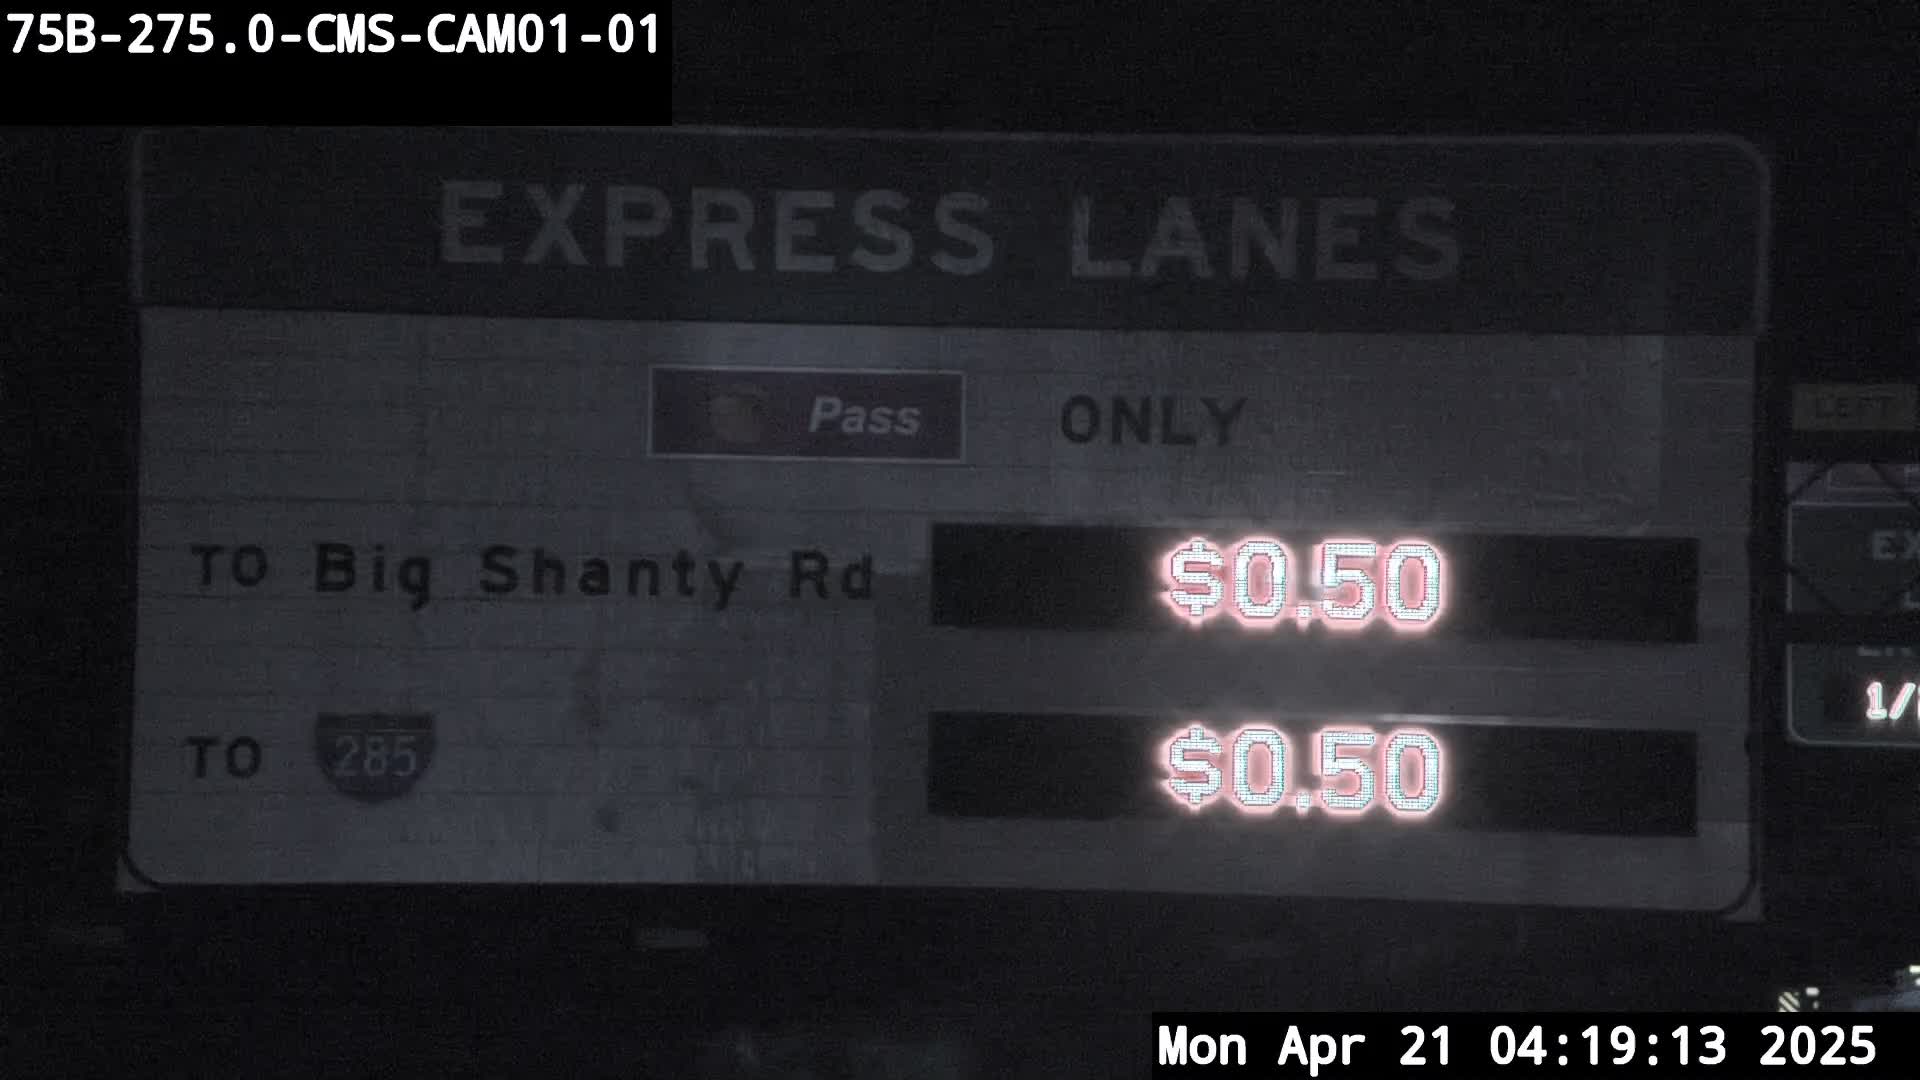 75B-275.0-CMS-CAM01-01
EXPRESS LANES
Pass ONLY
TO Big Shanty Rd $0.50
TO 285 $0.50
LEFT
Mon Apr 21 04:19:13 2025